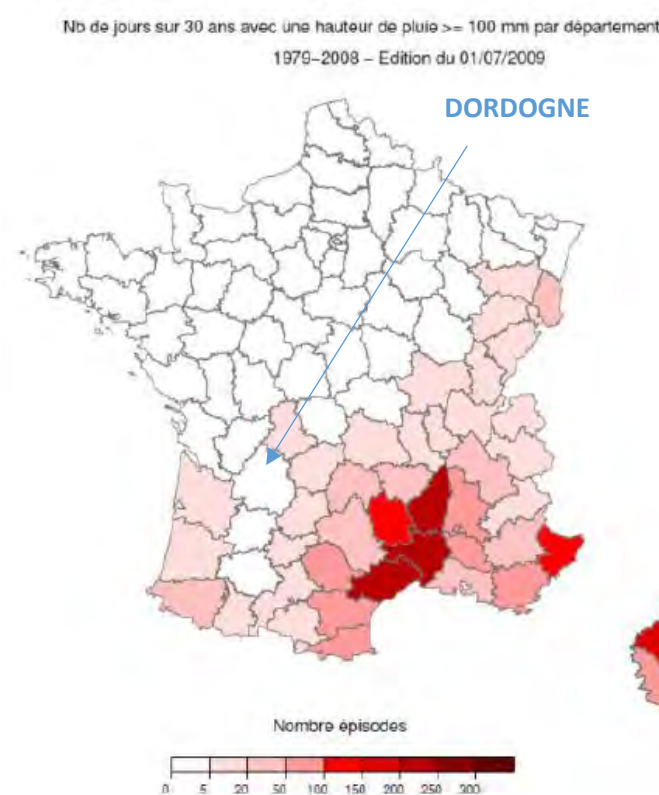 Nb de jours sur 30 ans avec une hauteur de pluie >= 100 mm par département
1979–2008 – Edition du 01/07/2009
DORDOGNE
Nombre épisodes
0 5 20 50 100 150 200 250 300